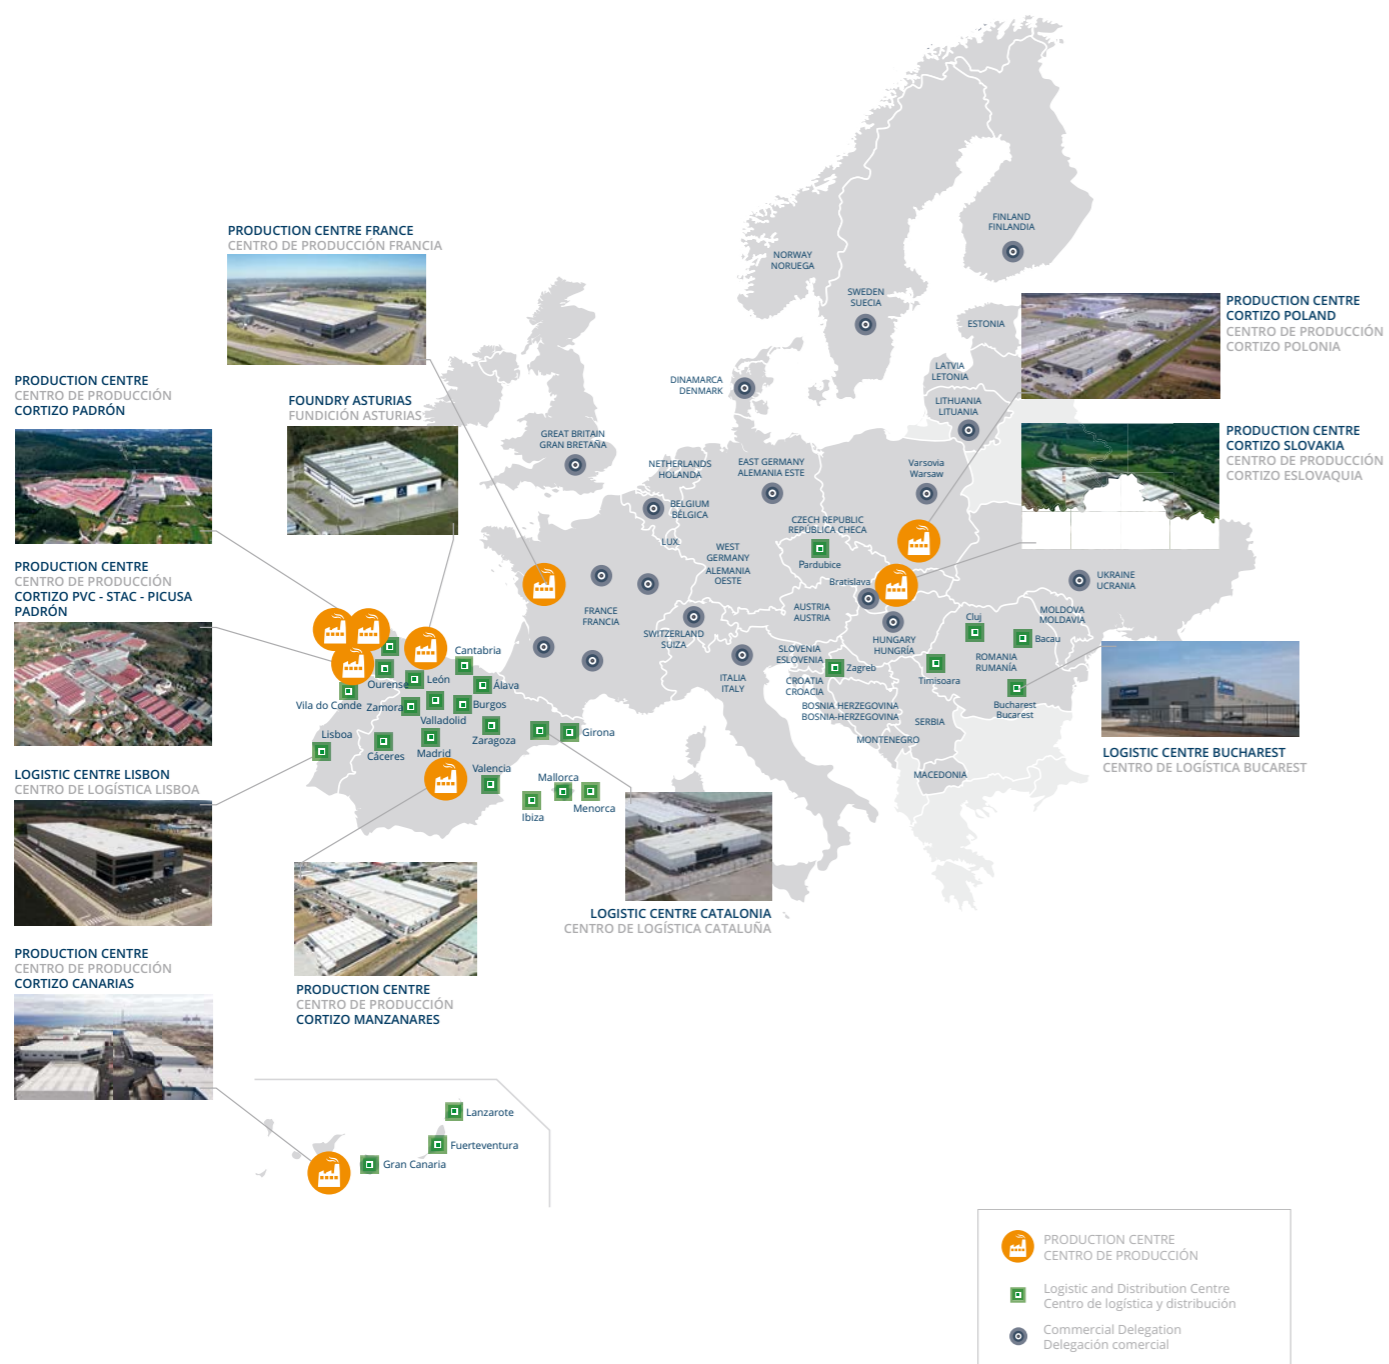 PRODUCTION CENTRE FRANCE
CENTRO DE PRODUCCIÓN FRANCIA
PRODUCTION CENTRE
CENTRO DE PRODUCCIÓN
CORTIZO PADRÓN
FOUNDRY ASTURIAS
FUNDICIÓN ASTURIAS
PRODUCTION CENTRE
CENTRO DE PRODUCCIÓN
CORTIZO PVC - STAC - PICUSA
PADRÓN
LOGISTIC CENTRE LISBON
CENTRO DE LOGÍSTICA LISBOA
PRODUCTION CENTRE
CENTRO DE PRODUCCIÓN
CORTIZO CANARIAS
PRODUCTION CENTRE
CENTRO DE PRODUCCIÓN
CORTIZO MANZANARES
LOGISTIC CENTRE CATALONIA
CENTRO DE LOGÍSTICA CATALUÑA
PRODUCTION CENTRE
CORTIZO POLAND
CENTRO DE PRODUCCIÓN
CORTIZO POLONIA
PRODUCTION CENTRE
CORTIZO SLOVAKIA
CENTRO DE PRODUCCIÓN
CORTIZO ESLOVAQUIA
LOGISTIC CENTRE BUCHAREST
CENTRO DE LOGÍSTICA BUCAREST
FINLAND
FINLANDIA
NORWAY
NORUEGA
SWEDEN
SUECIA
ESTONIA
LATVIA
LETONIA
LITHUANIA
LITUANIA
DINAMARCA
DENMARK
GREAT BRITAIN
GRAN BRETAÑA
NETHERLANDS
HOLANDA
EAST GERMANY
ALEMANIA ESTE
Varsovia
Warsaw
BELGIUM
BÉLGICA
LUX.
CZECH REPUBLIC
REPÚBLICA CHECA
Pardubice
WEST
GERMANY
ALEMANIA
OESTE
Bratislava
UKRAINE
UCRANIA
FRANCE
FRANCIA
AUSTRIA
AUSTRIA
MOLDOVA
MOLDAVIA
Cluj
Bacau
SWITZERLAND
SUIZA
HUNGARY
HUNGRÍA
SLOVENIA
ESLOVENIA
ROMANIA
RUMANÍA
Zagreb
Timisoara
ITALIA
ITALY
CROATIA
CROACIA
Bucharest
Bucarest
BOSNIA HERZEGOVINA
BOSNIA-HERZEGOVINA
SERBIA
MONTENEGRO
MACEDONIA
Cantabria
Ourense
León
Álava
Vila do Conde
Zamora
Burgos
Valladolid
Lisboa
Cáceres
Madrid
Zaragoza
Girona
Valencia
Mallorca
Ibiza
Menorca
Lanzarote
Fuerteventura
Gran Canaria
PRODUCTION CENTRE
CENTRO DE PRODUCCIÓN
Logistic and Distribution Centre
Centro de logística y distribución
Commercial Delegation
Delegación comercial